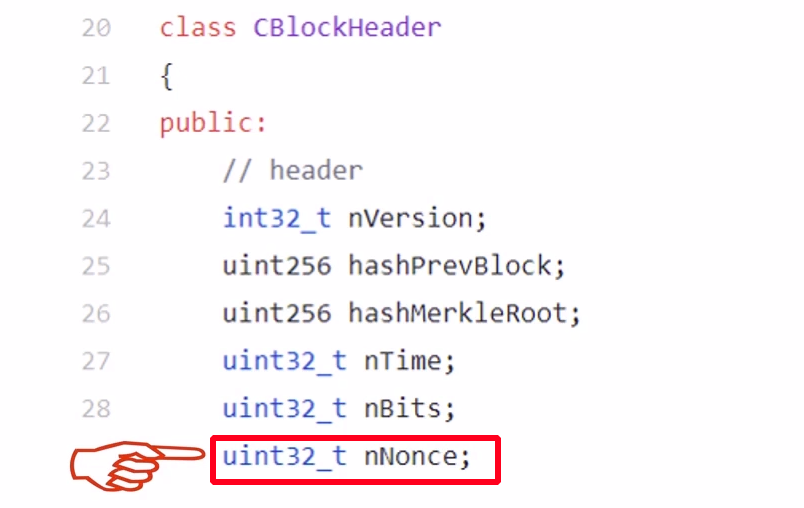 20 class CBlockHeader
21 {
22 public:
23 // header
24 int32_t nVersion;
25 uint256 hashPrevBlock;
26 uint256 hashMerkleRoot;
27 uint32_t nTime;
28 uint32_t nBits;
uint32_t nNonce;